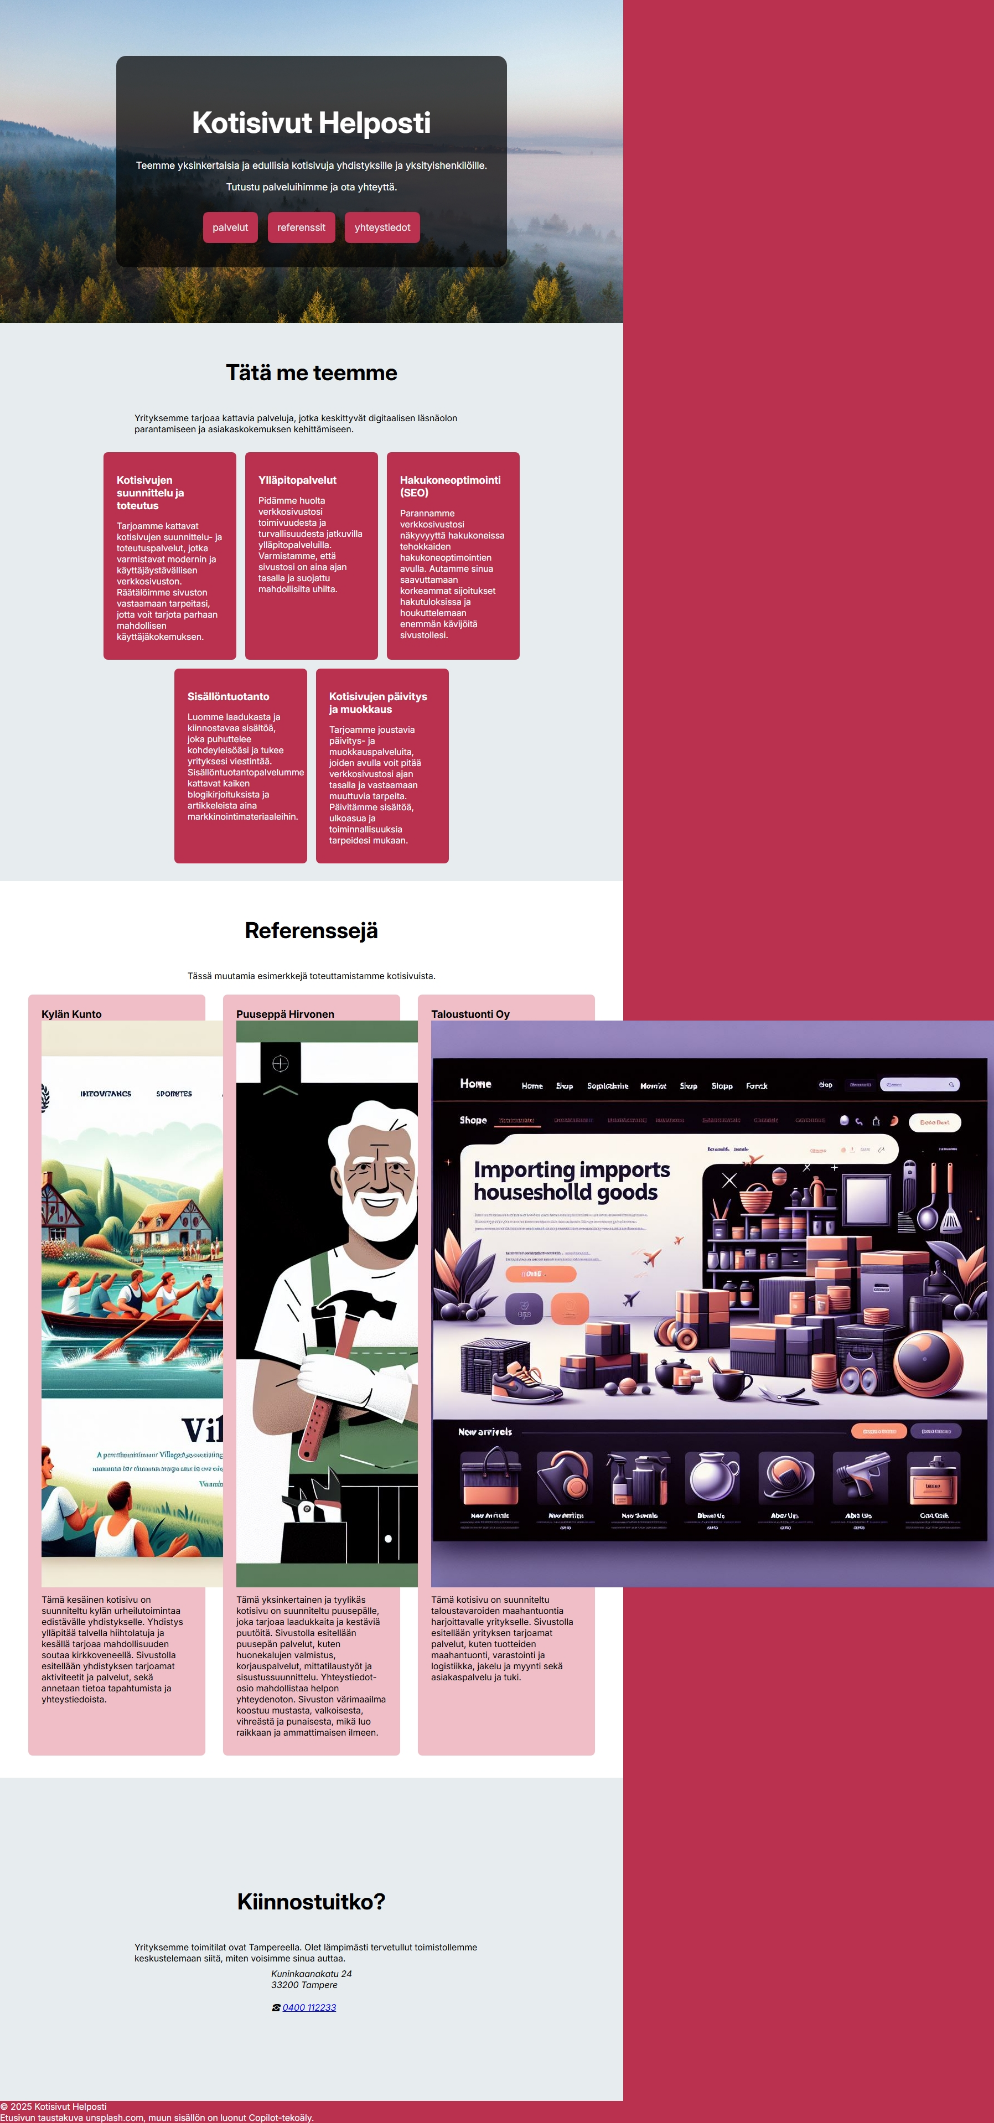 Kotisivut Helposti
Teemme yksinkertaisia ja edullisia kotisivuja yhdistyksille ja yksityishenkilöille.
Tutustu palveluihimme ja ota yhteyttä.
palvelut
referenssit
yhteystiedot
Tätä me teemme
Yrityksemme tarjoaa kattavia palveluja, jotka keskittyvät digitaalisen läsnäolon
parantamiseen ja asiakaskokemuksen kehittämiseen.
Kotisivujen
suunnittelu ja
toteutus
Tarjoamme kattavat
kotisivujen suunnittelu- ja
toteutuspalvelut, jotka
varmistavat modernin ja
käyttäjäystävällisen
verkkosivuston.
Räätälöimme sivuston
vastaamaan tarpeitasi,
jotta voit tarjota parhaan
mahdollisen
käyttäjäkokemuksen.
Ylläpitopalvelut
Pidämme huolta
verkkosivustosi
toimivuudesta ja
turvallisuudesta jatkuvilla
ylläpitopalveluilla.
Varmistamme, että
sivustosi on aina ajan
tasalla ja suojattu
mahdollisilta uhilta.
Hakukoneoptimointi
(SEO)
Parannamme
verkkosivustosi
näkyvyyttä hakukoneissa
tehokkaiden
hakukoneoptimointien
avulla. Autamme sinua
saavuttamaan
korkeammat sijoitukset
hakutuloksissa ja
houkuttelemaan
enemmän kävijöitä
sivustollesi.
Sisällöntuotanto
Luomme laadukasta ja
kiinnostavaa sisältöä,
joka puhuttelee
kohdeyleisöäsi ja tukee
yrityksesi viestintää.
Sisällöntuotantopalvelumme
kattavat kaiken
blogikirjoituksista ja
artikkeleista aina
markkinointimateriaaleihin.
Kotisivujen päivitys
ja muokkaus
Tarjoamme joustavia
päivitys- ja
muokkauspalveluita,
joiden avulla voit pitää
verkkosivustosi ajan
tasalla ja vastaamaan
muuttuvia tarpeita.
Päivitämme sisältöä,
ulkoasua ja
toiminnallisuuksia
tarpeidesi mukaan.
Referenssejä
Tässä muutamia esimerkkejä toteuttamistamme kotisivuista.
Kylän Kunto
IHTOVITANCS SPOMYTES
Vil
Tämä kesäinen kotisivu on
suunniteltu kylän urheilutoimintaa
edistävälle yhdistykselle. Yhdistys
ylläpitää talvella hiihtolatuja ja
kesällä tarjoaa mahdollisuuden
soutaa kirkkoveneellä. Sivustolla
esitellään yhdistyksen tarjoamat
aktiviteetit ja palvelut, sekä
annetaan tietoa tapahtumista ja
yhteystiedoista.
Puuseppä Hirvonen
Tämä yksinkertainen ja tyylikäs
kotisivu on suunniteltu puusepälle,
joka tarjoaa laadukkaita ja kestäviä
puutöitä. Sivustolla esitellään
puusepän palvelut, kuten
huonekalujen valmistus,
korjauspalvelut, mittatilaustyöt ja
sisustussuunnittelu. Yhteystiedot-
osio mahdollistaa helpon
yhteydenoton. Sivuston värimaailma
koostuu mustasta, valkoisesta,
vihreästä ja punaisesta, mikä luo
raikkaan ja ammattimaisen ilmeen.
Taloustuonti Oy
Home Home
Shope
Importing impports
housesholld goods
New arripels
Tämä kotisivu on suunniteltu
taloustavaroiden maahantuontia
harjoittavalle yritykselle. Sivustolla
esitellään yrityksen tarjoamat
palvelut, kuten tuotteiden
maahantuonti, varastointi ja
logistiikka, jakelu ja myynti sekä
asiakaspalvelu ja tuki.
Kiinnostuitko?
Yrityksemme toimitilat ovat Tampereella. Olet lämpimästi tervetullut toimistollemme
keskustelemaan siitä, miten voisimme sinua auttaa.
Kuninkaanakatu 24
33200 Tampere
☎ 0400 112233
© 2025 Kotisivut Helposti
Etusivun taustakuva unsplash.com, muun sisällön on luonut Copilot-tekoäly.